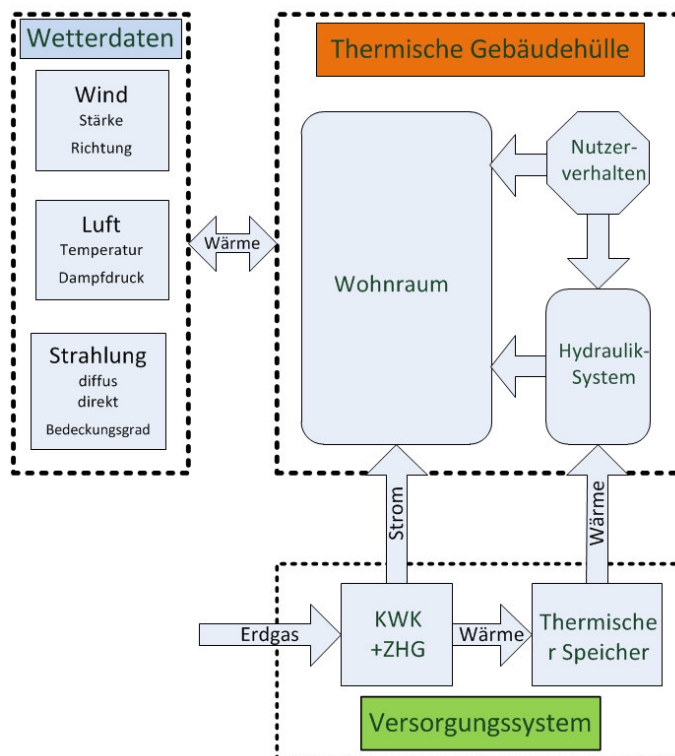 Wetterdaten
Wind
Stärke
Richtung
Luft
Temperatur
Dampfdruck
Strahlung
diffus
direkt
Bedeckungsgrad
Wärme
Thermische Gebäudehülle
Wohnraum
Nutzer-
verhalten
Hydraulik-
System
Strom
Wärme
Erdgas
KWK
+ZHG
Wärme
Thermische
r Speicher
Versorgungssystem